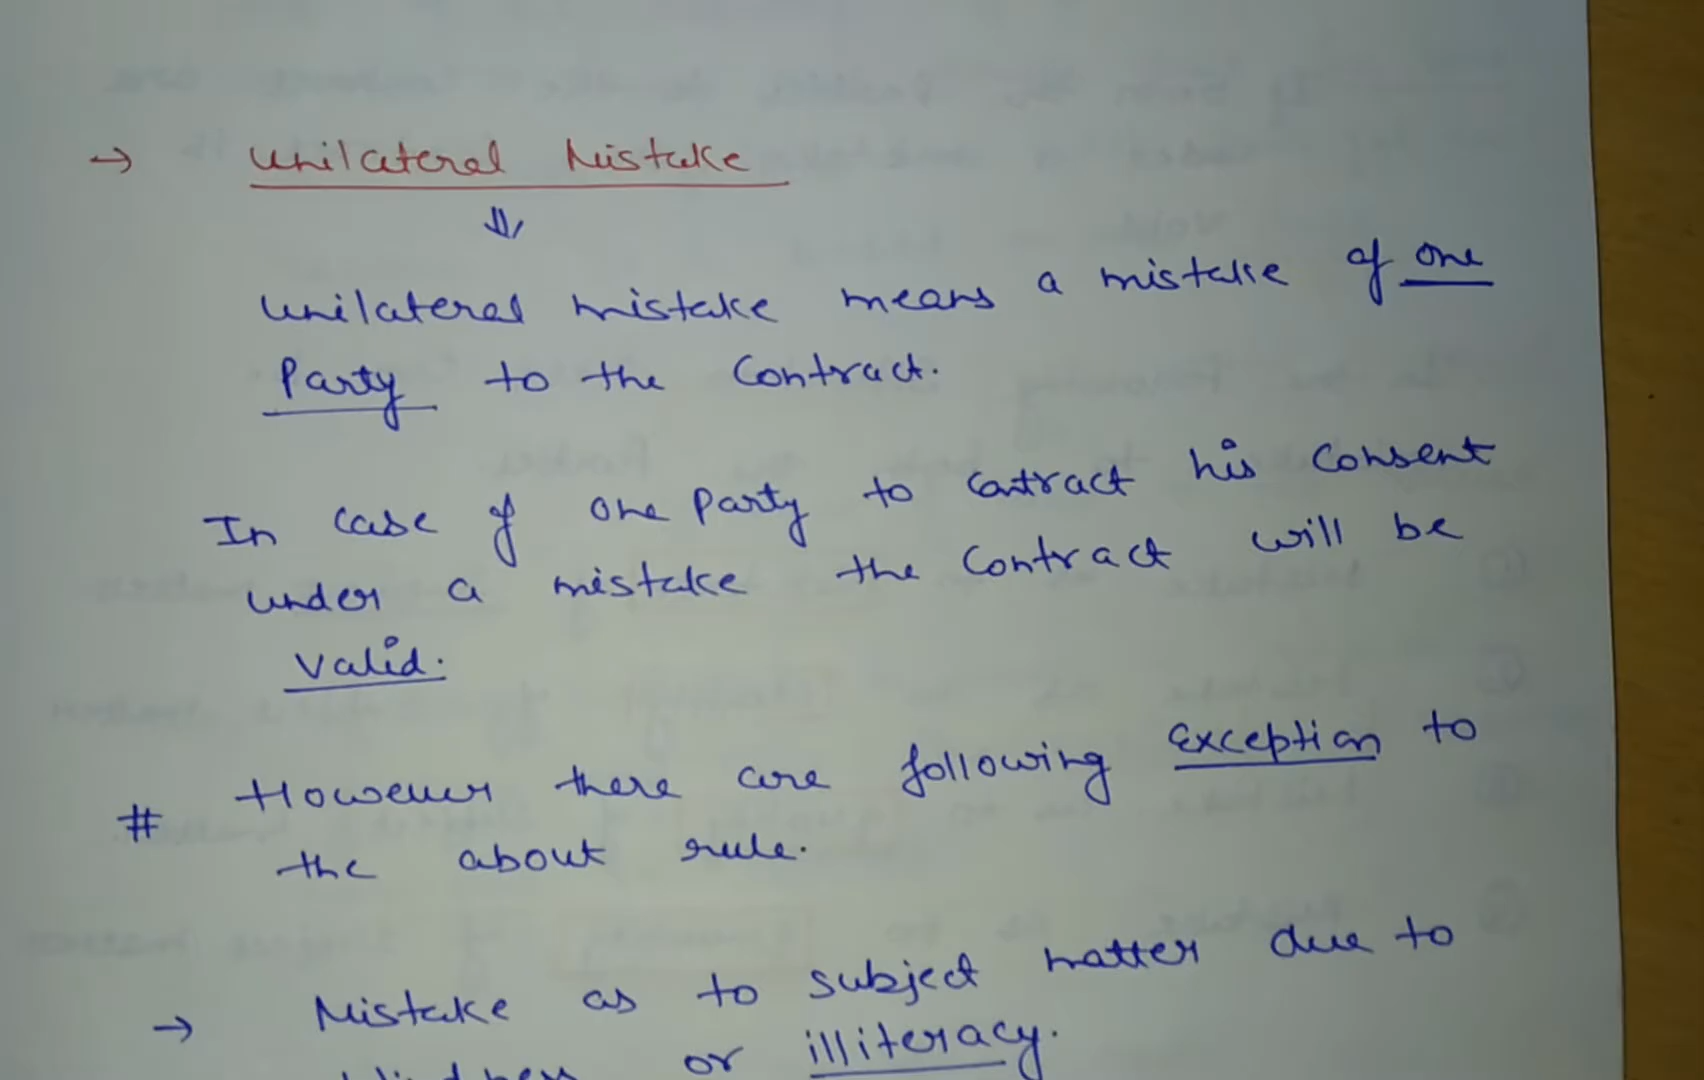 → Unilateral Mistake
⇓
Unilateral mistake means a mistake of one
Party to the Contract.
In case of one party to contract his consent
under a mistake the contract will be
valid.
# However there are following Exception to
the about rule.
→ Mistake as to subject matter due to
or illiteracy.